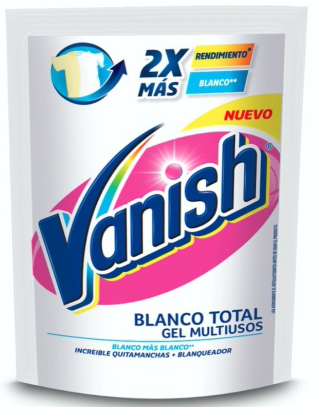 2X
MÁS
RENDIMIENTO*
BLANCO**
NUEVO
Vanish®
BLANCO TOTAL
GEL MULTIUSOS
BLANCO MÁS BLANCO**
INCREIBLE QUITAMANCHAS • BLANQUEADOR